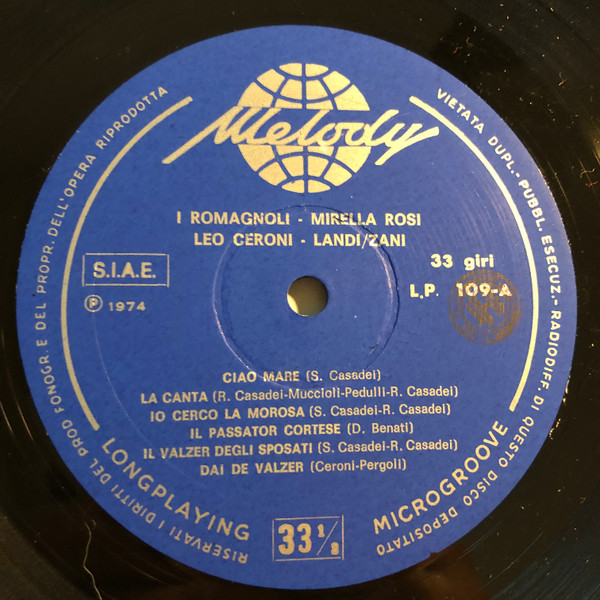 Melody
I ROMAGNOLI - MIRELLA ROSI
LEO CERONI - LANDI/ZANI
S.I.A.E.
℗ 1974
33 giri
L.P. 109-A
CIAO MARE (S. Casadei)
LA CANTA (R. Casadei-Muccioli-Pedulli-R. Casadei)
IO CERCO LA MOROSA (S. Casadei-R. Casadei)
IL PASSATOR CORTESE (D. Benati)
IL VALZER DEGLI SPOSATI (S. Casadei-R. Casadei)
DAI DE VALZER (Ceroni-Pergoli)
LONGPLAYING
33 1/3
MICROGROOVE
RISERVATI I DIRITTI DEL PROD FONOGR. E DEL PROPR. DELL'OPERA RIPRODOTTA
VIETATA DUPL.- PUBBL. ESECUZ.- RADIODIFF. DI QUESTO DISCO DEPOSITATO